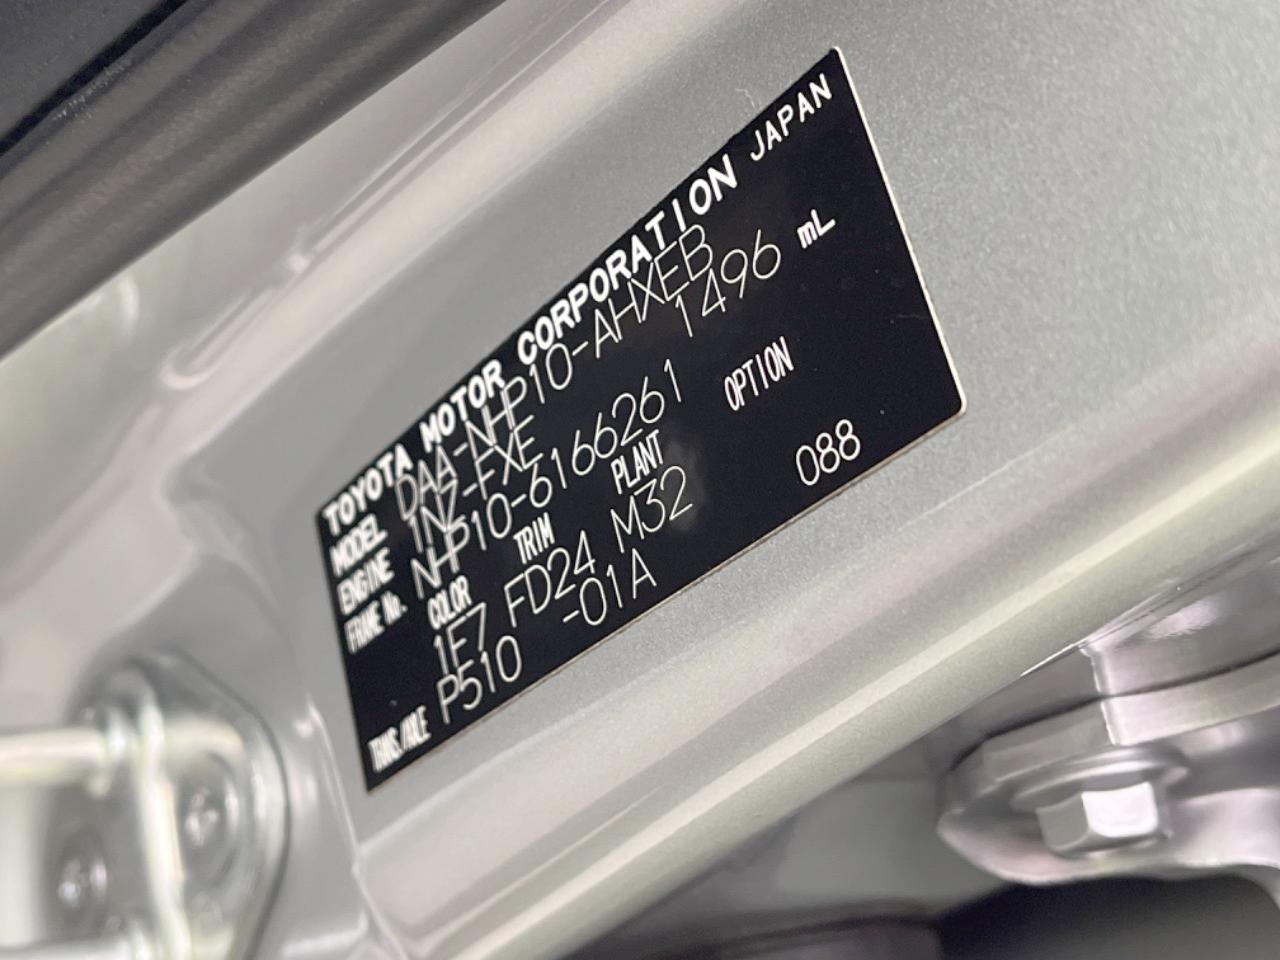 TOYOTA MOTOR CORPORATION JAPAN
MODEL DAA-NHP10-AHXEB
ENGINE 1NZ-FXE 1496 mL
FRAME No. NHP10-6166261
COLOR TRIM PLANT OPTION
1F7 FD24 M32 088
TRANS/AXLE P510 -01A